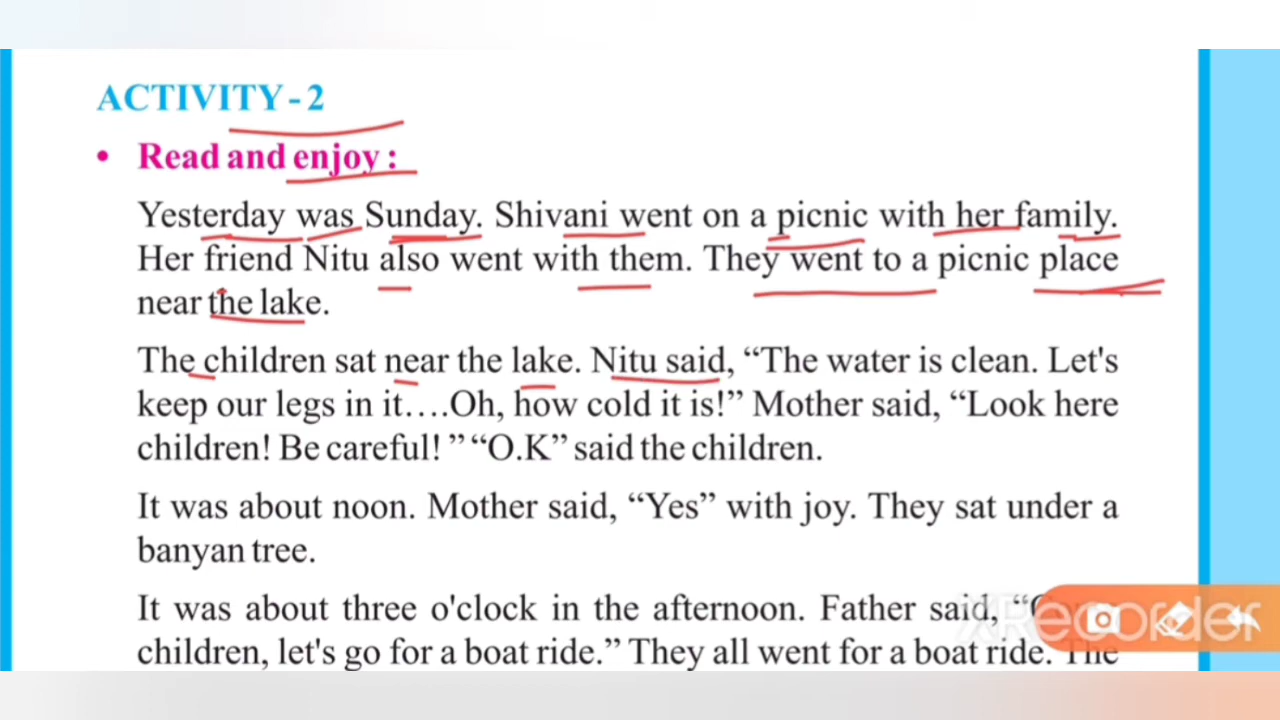 ACTIVITY - 2
• Read and enjoy :
Yesterday was Sunday. Shivani went on a picnic with her family.
Her friend Nitu also went with them. They went to a picnic place
near the lake.
The children sat near the lake. Nitu said, “The water is clean. Let's
keep our legs in it….Oh, how cold it is!” Mother said, “Look here
children! Be careful! ” “O.K” said the children.
It was about noon. Mother said, “Yes” with joy. They sat under a
banyan tree.
It was about three o'clock in the afternoon. Father said,
children, let's go for a boat ride.” They all went for a boat ride. The
XRecorder